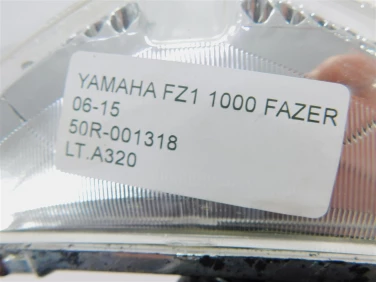 YAMAHA FZ1 1000 FAZER
06-15
50R-001318
LT.A320